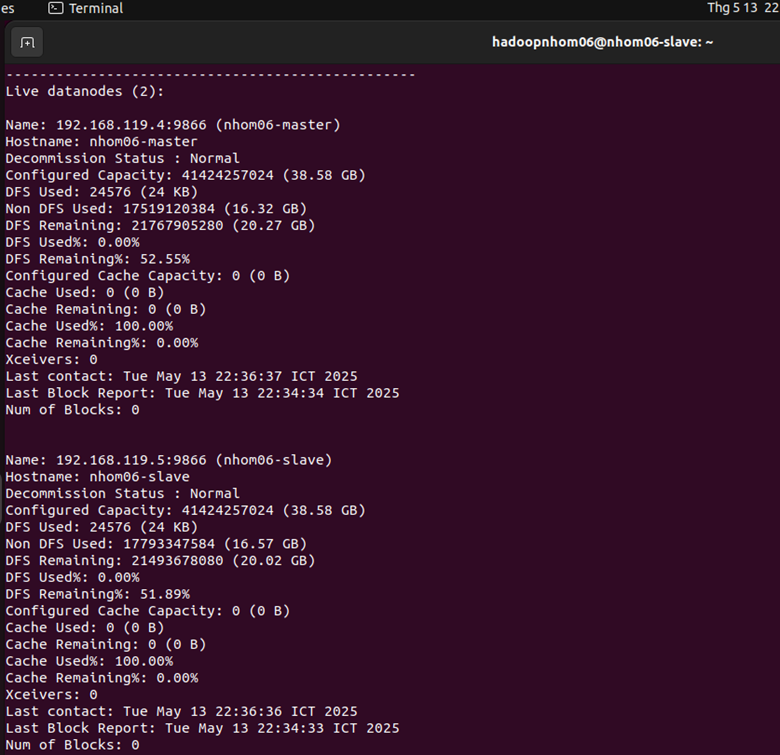 es Terminal Thg 5 13 22
hadoopnhom06@nhom06-slave: ~
-------------------------------------------------
Live datanodes (2):

Name: 192.168.119.4:9866 (nhom06-master)
Hostname: nhom06-master
Decommission Status : Normal
Configured Capacity: 41424257024 (38.58 GB)
DFS Used: 24576 (24 KB)
Non DFS Used: 17519120384 (16.32 GB)
DFS Remaining: 21767905280 (20.27 GB)
DFS Used%: 0.00%
DFS Remaining%: 52.55%
Configured Cache Capacity: 0 (0 B)
Cache Used: 0 (0 B)
Cache Remaining: 0 (0 B)
Cache Used%: 100.00%
Cache Remaining%: 0.00%
Xceivers: 0
Last contact: Tue May 13 22:36:37 ICT 2025
Last Block Report: Tue May 13 22:34:34 ICT 2025
Num of Blocks: 0

Name: 192.168.119.5:9866 (nhom06-slave)
Hostname: nhom06-slave
Decommission Status : Normal
Configured Capacity: 41424257024 (38.58 GB)
DFS Used: 24576 (24 KB)
Non DFS Used: 17793347584 (16.57 GB)
DFS Remaining: 21493678080 (20.02 GB)
DFS Used%: 0.00%
DFS Remaining%: 51.89%
Configured Cache Capacity: 0 (0 B)
Cache Used: 0 (0 B)
Cache Remaining: 0 (0 B)
Cache Used%: 100.00%
Cache Remaining%: 0.00%
Xceivers: 0
Last contact: Tue May 13 22:36:36 ICT 2025
Last Block Report: Tue May 13 22:34:33 ICT 2025
Num of Blocks: 0